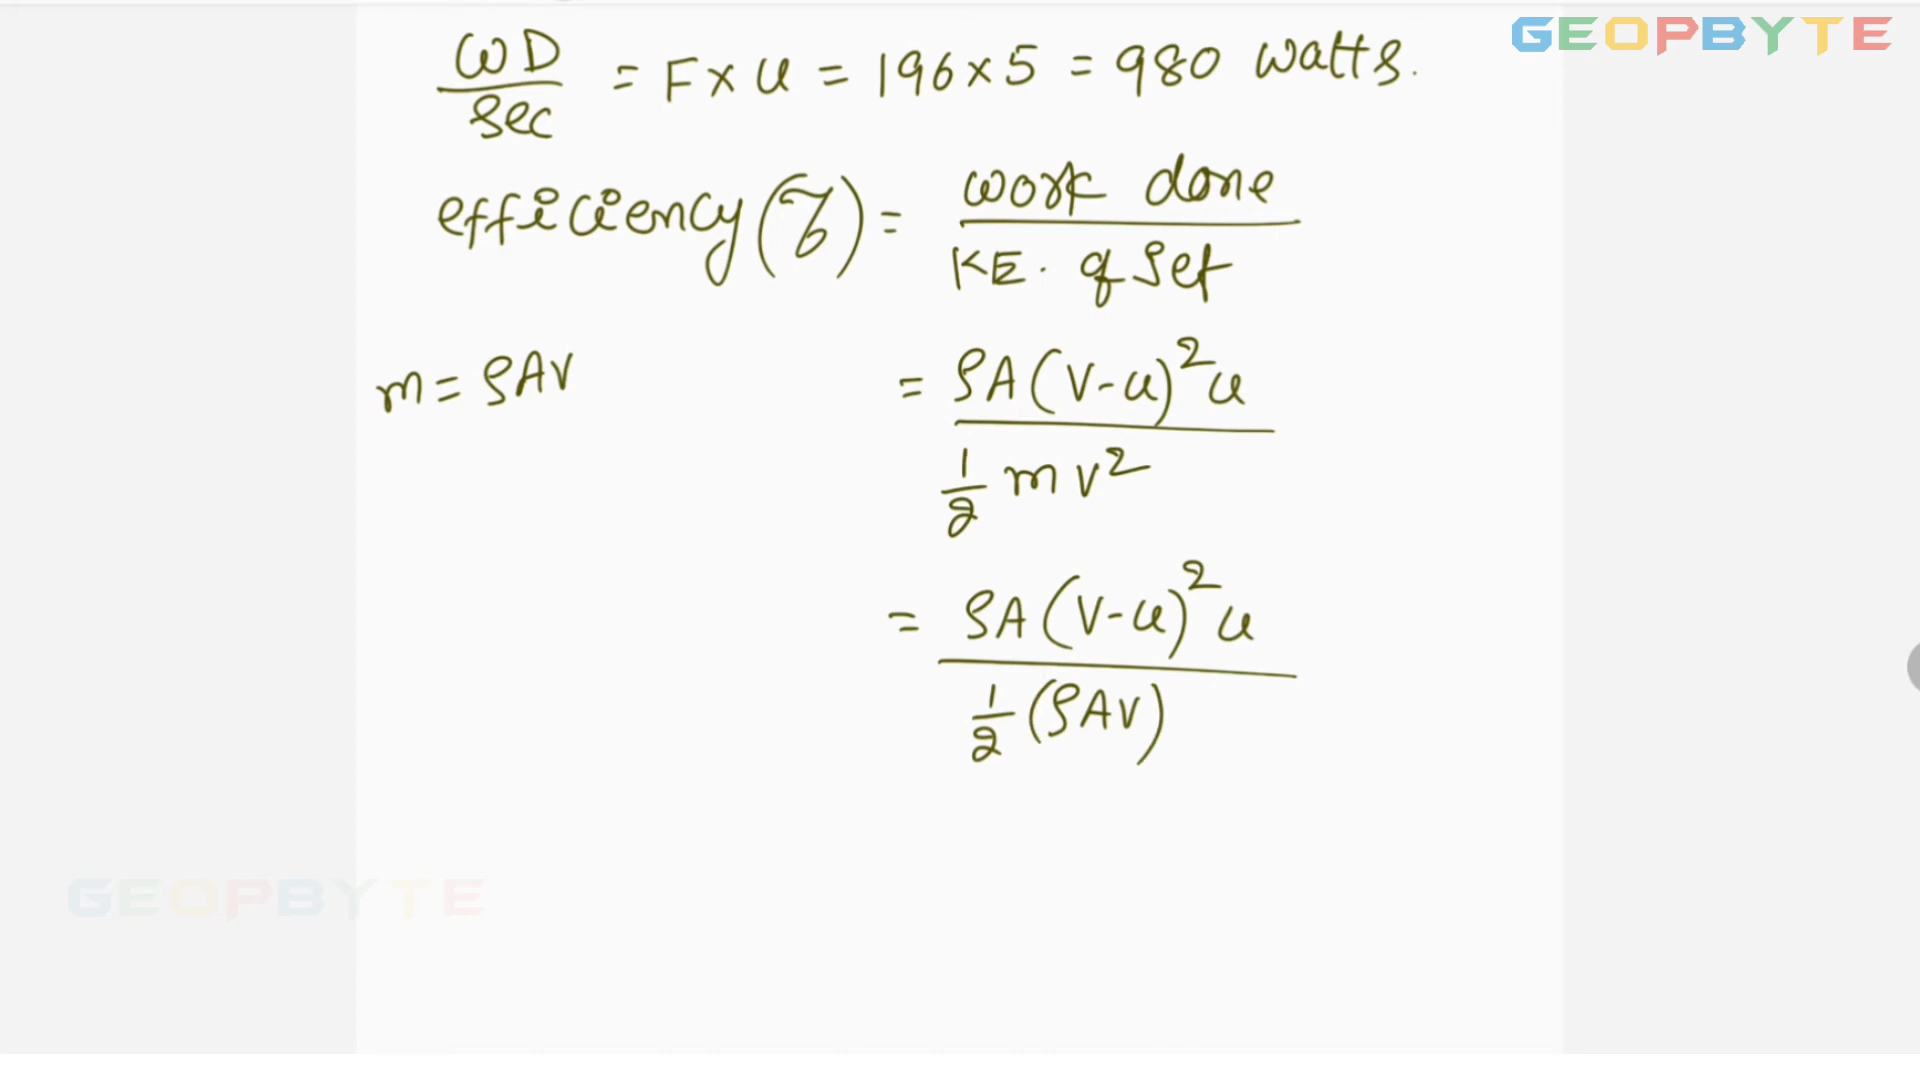 GEOPBYTE
WD/sec = F x u = 196 x 5 = 980 watts.
efficiency (η) = work done / KE. of Jet
m = ρAV
= ρA(V-u)²u / ½ mv²
= ρA(V-u)²u / ½ (ρAV)
GEOPBYTE